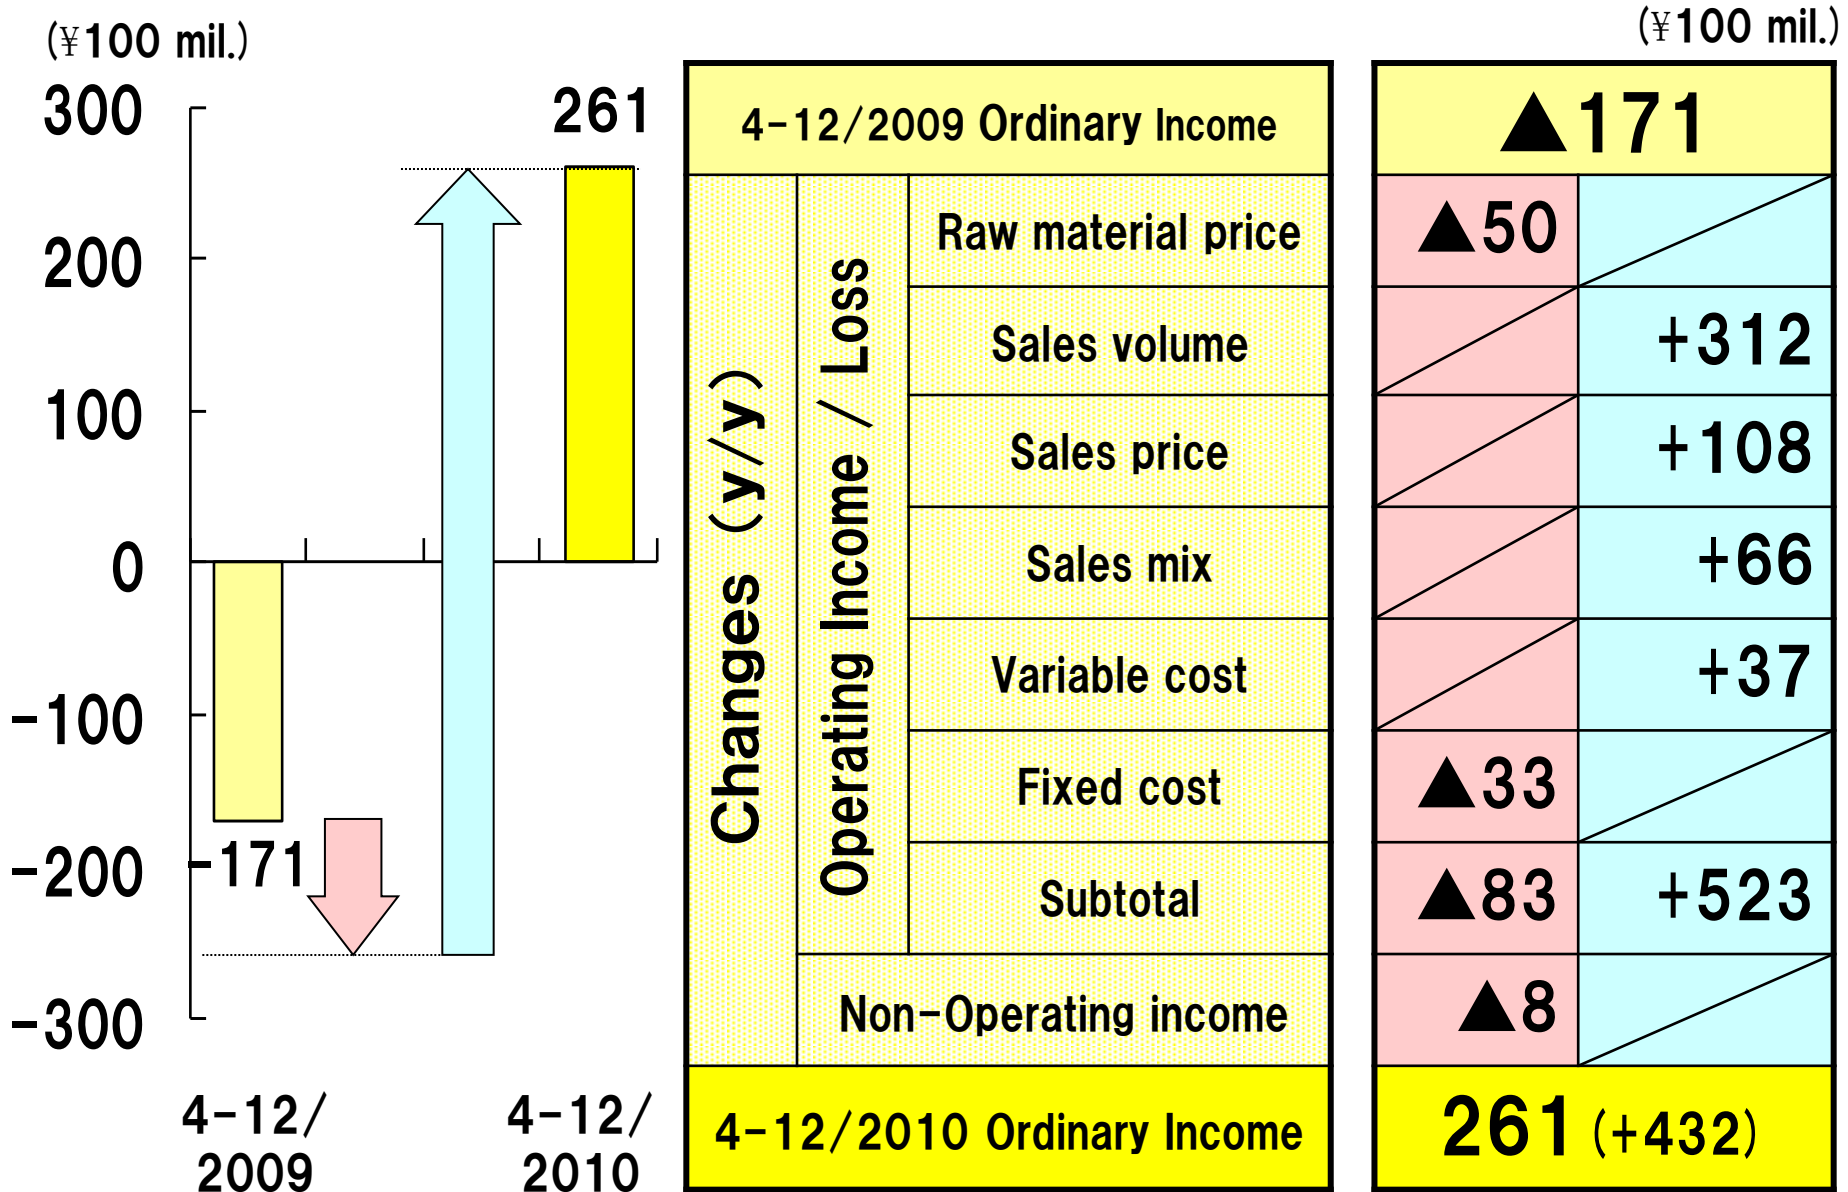 (¥100 mil.)
300
200
100
0
-100
-200
-300
261
-171
4-12/
2009
4-12/
2010
(¥100 mil.)
4-12/2009 Ordinary Income
▲171
Changes (y/y)
Operating Income / Loss
Raw material price
▲50
Sales volume
+312
Sales price
+108
Sales mix
+66
Variable cost
+37
Fixed cost
▲33
Subtotal
▲83
+523
Non-Operating income
▲8
4-12/2010 Ordinary Income
261 (+432)